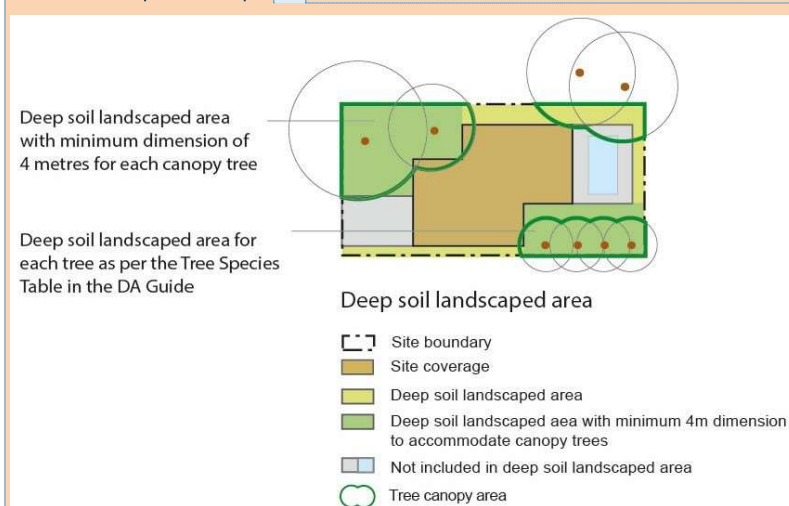 Deep soil landscaped area
with minimum dimension of
4 metres for each canopy tree
Deep soil landscaped area for
each tree as per the Tree Species
Table in the DA Guide
Deep soil landscaped area
Site boundary
Site coverage
Deep soil landscaped area
Deep soil landscaped aea with minimum 4m dimension
to accommodate canopy trees
Not included in deep soil landscaped area
Tree canopy area